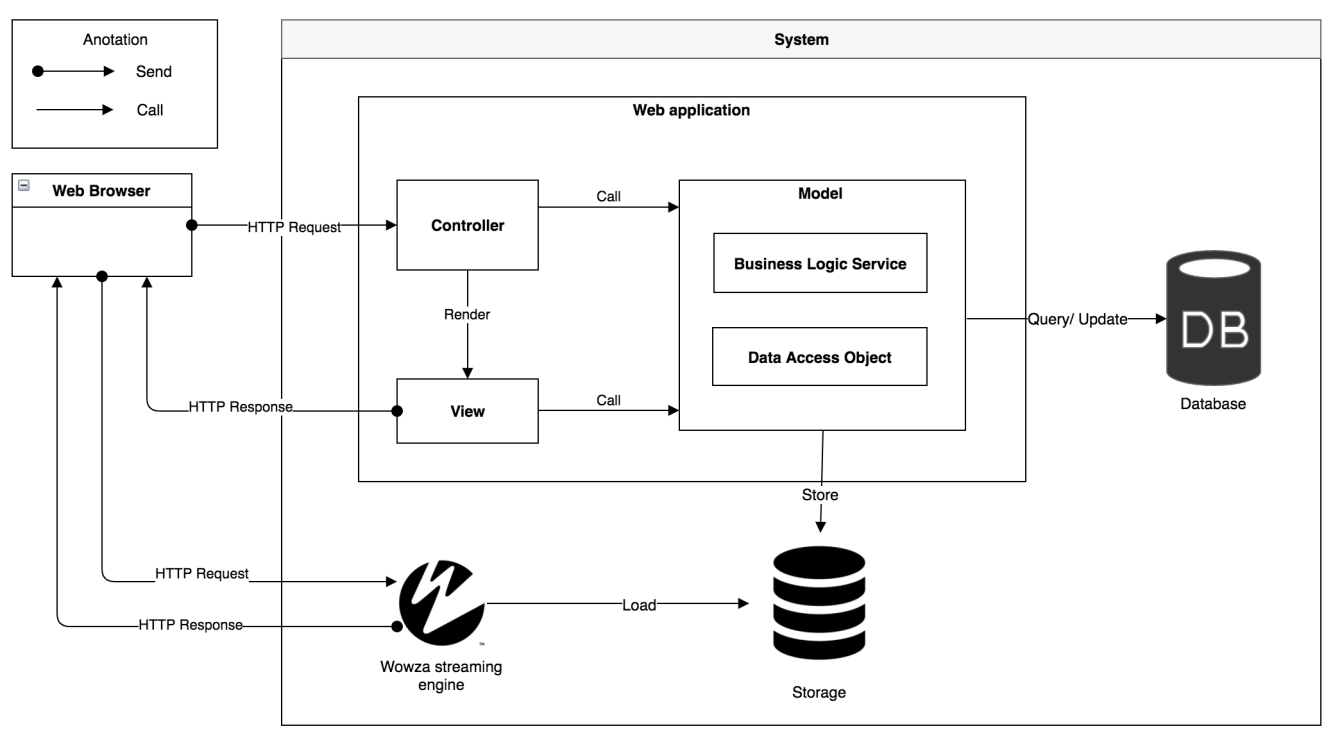 Anotation
Send
Call
System
Web application
Web Browser
HTTP Request
Controller
Call
Model
Business Logic Service
Render
Query/ Update
DB
Data Access Object
Database
HTTP Response
View
Call
Store
HTTP Request
HTTP Response
Load
Wowza streaming
engine
™
Storage